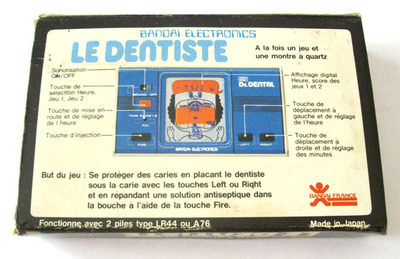 BANDAI ELECTRONICS
LE DENTISTE
A la fois un jeu et
une montre a quartz
Sonorisation
ON/OFF
Touche de
selection Heure,
Jeu 1, Jeu 2
Touche de mise en
route et de réglage
de l'heure
Touche d'injection
Dr. DENTAL
FIRE
LEFT
RIGHT
BANDAI ELECTRONICS
Affichage digital
Heure, score des
jeux 1 et 2
Touche de
déplacement à
gauche et de réglage
de l'heure
Touche de
déplacement à
droite et de réglage
des minutes
But du jeu : Se protéger des caries en placant le dentiste
sous la carie avec les touches Left ou Riqht
et en répandant une solution antiseptique dans
la bouche à l'aide de la touche Fire.
BANDAI FRANCE
Fonctionne avec 2 piles type LR44 ou A76
Made in Japan